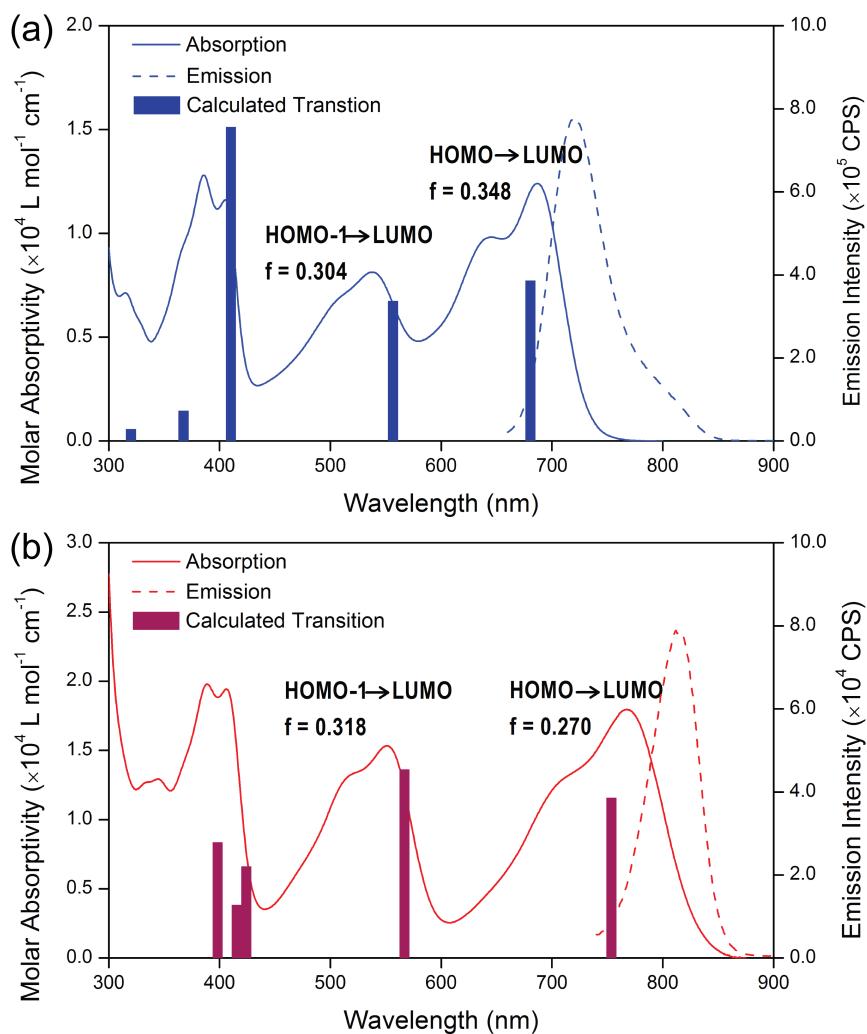 (a)
2.0
1.5
1.0
0.5
0.0
Molar Absorptivity (×10⁴ L mol⁻¹ cm⁻¹)
Absorption
Emission
Calculated Transtion
HOMO→LUMO
f = 0.348
HOMO-1→LUMO
f = 0.304
10.0
8.0
6.0
4.0
2.0
0.0
Emission Intensity (×10⁵ CPS)
300 400 500 600 700 800 900
Wavelength (nm)
(b)
3.0
2.5
2.0
1.5
1.0
0.5
0.0
Molar Absorptivity (×10⁴ L mol⁻¹ cm⁻¹)
Absorption
Emission
Calculated Transition
HOMO-1→LUMO
f = 0.318
HOMO→LUMO
f = 0.270
10.0
8.0
6.0
4.0
2.0
0.0
Emission Intensity (×10⁴ CPS)
300 400 500 600 700 800 900
Wavelength (nm)